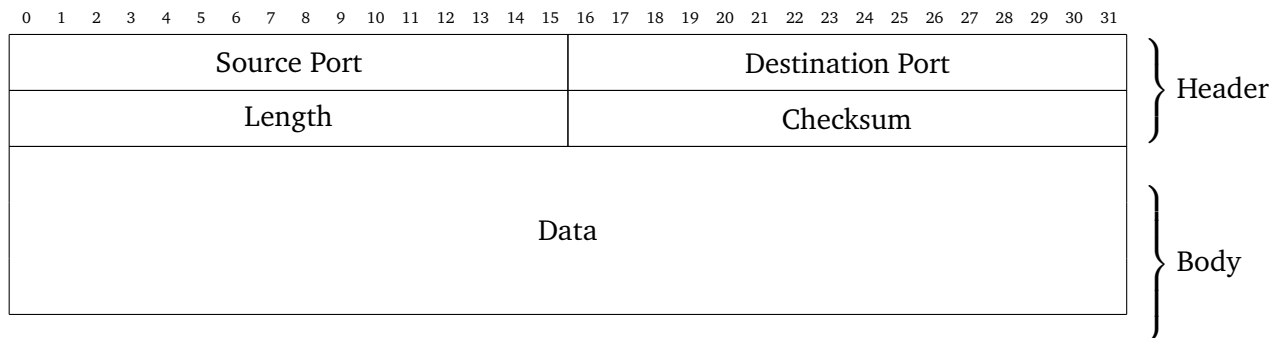 0 1 2 3 4 5 6 7 8 9 10 11 12 13 14 15 16 17 18 19 20 21 22 23 24 25 26 27 28 29 30 31
Source Port Destination Port
Header
Length Checksum
Data
Body